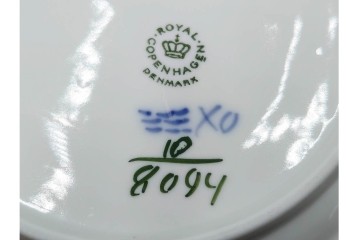 ROYAL
COPENHAGEN
DENMARK
XO
10
8094